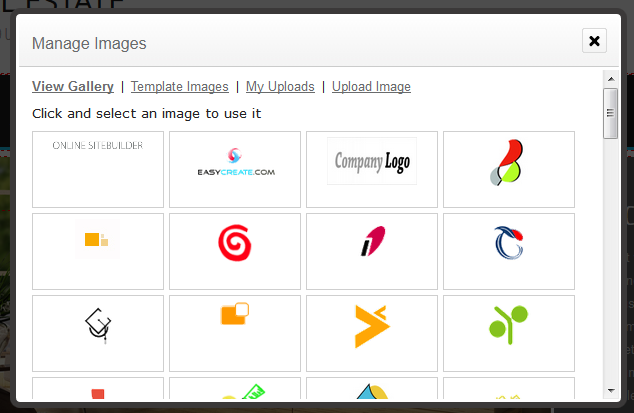 EAL ESTATE
Manage Images
View Gallery | Template Images | My Uploads | Upload Image
Click and select an image to use it
ONLINE SITEBUILDER
EASYCREATE.COM
Company Logo